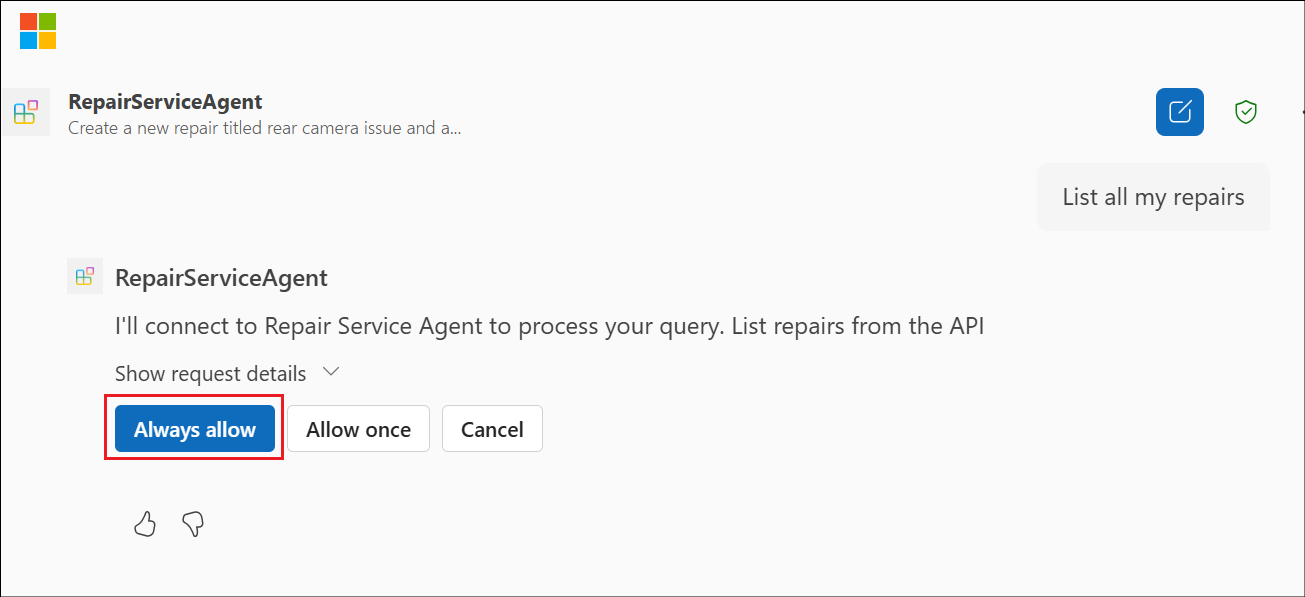 RepairServiceAgent
Create a new repair titled rear camera issue and a...
List all my repairs
RepairServiceAgent
I'll connect to Repair Service Agent to process your query. List repairs from the API
Show request details
Always allow
Allow once
Cancel